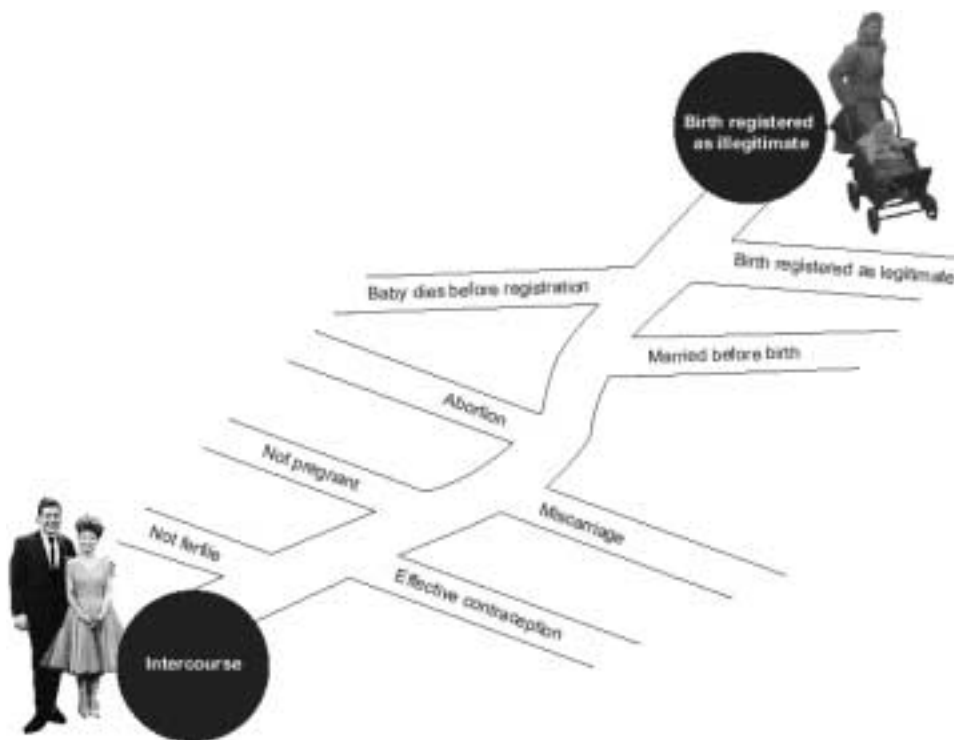 Birth registered
as illegitimate
Birth registered as legitimate
Baby dies before registration
Married before birth
Abortion
Not pregnant
Miscarriage
Not fertile
Effective contraception
Intercourse